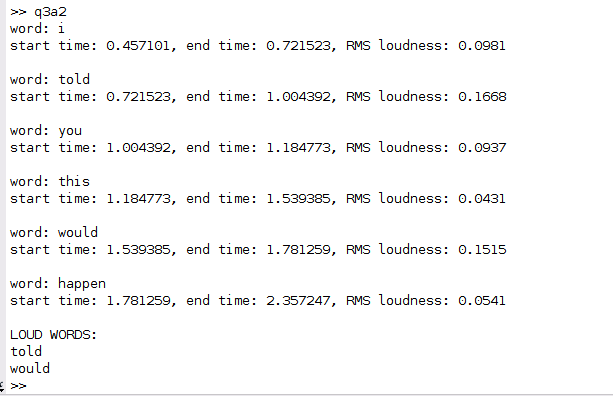 >> q3a2
word: i
start time: 0.457101, end time: 0.721523, RMS loudness: 0.0981
word: told
start time: 0.721523, end time: 1.004392, RMS loudness: 0.1668
word: you
start time: 1.004392, end time: 1.184773, RMS loudness: 0.0937
word: this
start time: 1.184773, end time: 1.539385, RMS loudness: 0.0431
word: would
start time: 1.539385, end time: 1.781259, RMS loudness: 0.1515
word: happen
start time: 1.781259, end time: 2.357247, RMS loudness: 0.0541
LOUD WORDS:
told
would
>>